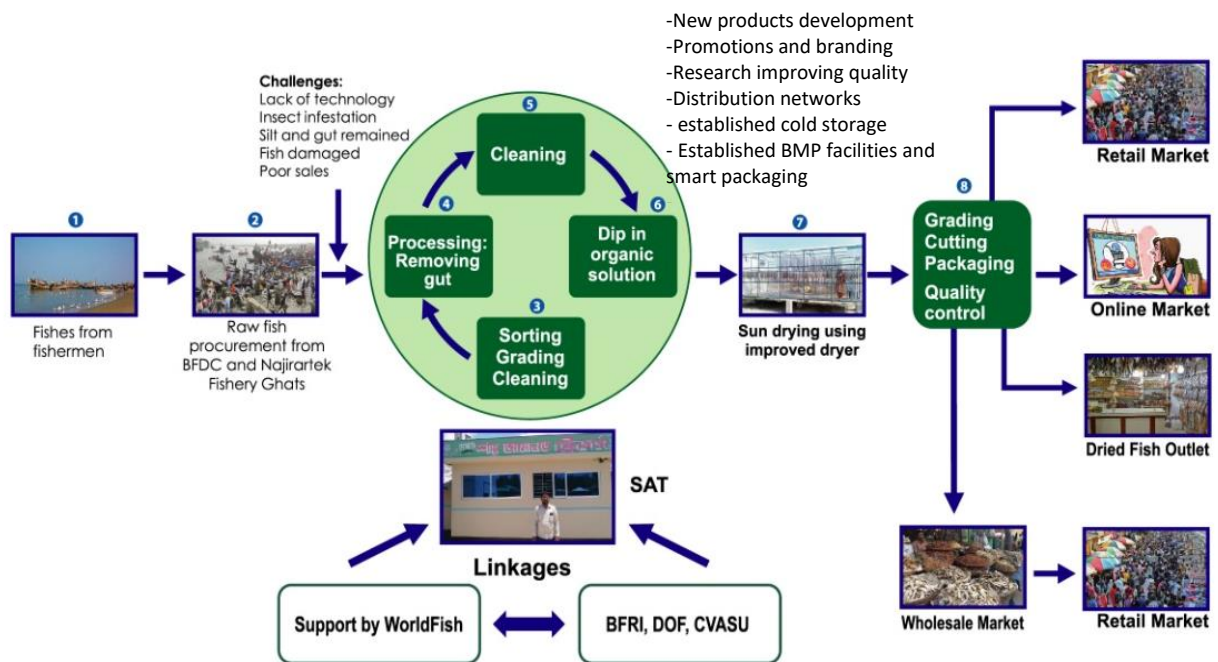 -New products development
-Promotions and branding
-Research improving quality
-Distribution networks
- established cold storage
- Established BMP facilities and
smart packaging
Challenges:
Lack of technology
Insect infestation
Silt and gut remained
Fish damaged
Poor sales
1
Fishes from
fishermen
2
Raw fish
procurement from
BFDC and Najirartek
Fishery Ghats
3
Sorting
Grading
Cleaning
4
Processing:
Removing
gut
5
Cleaning
6
Dip in
organic
solution
7
Sun drying using
improved dryer
8
Grading
Cutting
Packaging
Quality
control
Retail Market
Online Market
Dried Fish Outlet
Wholesale Market
Retail Market
SAT
Linkages
Support by WorldFish
BFRI, DOF, CVASU